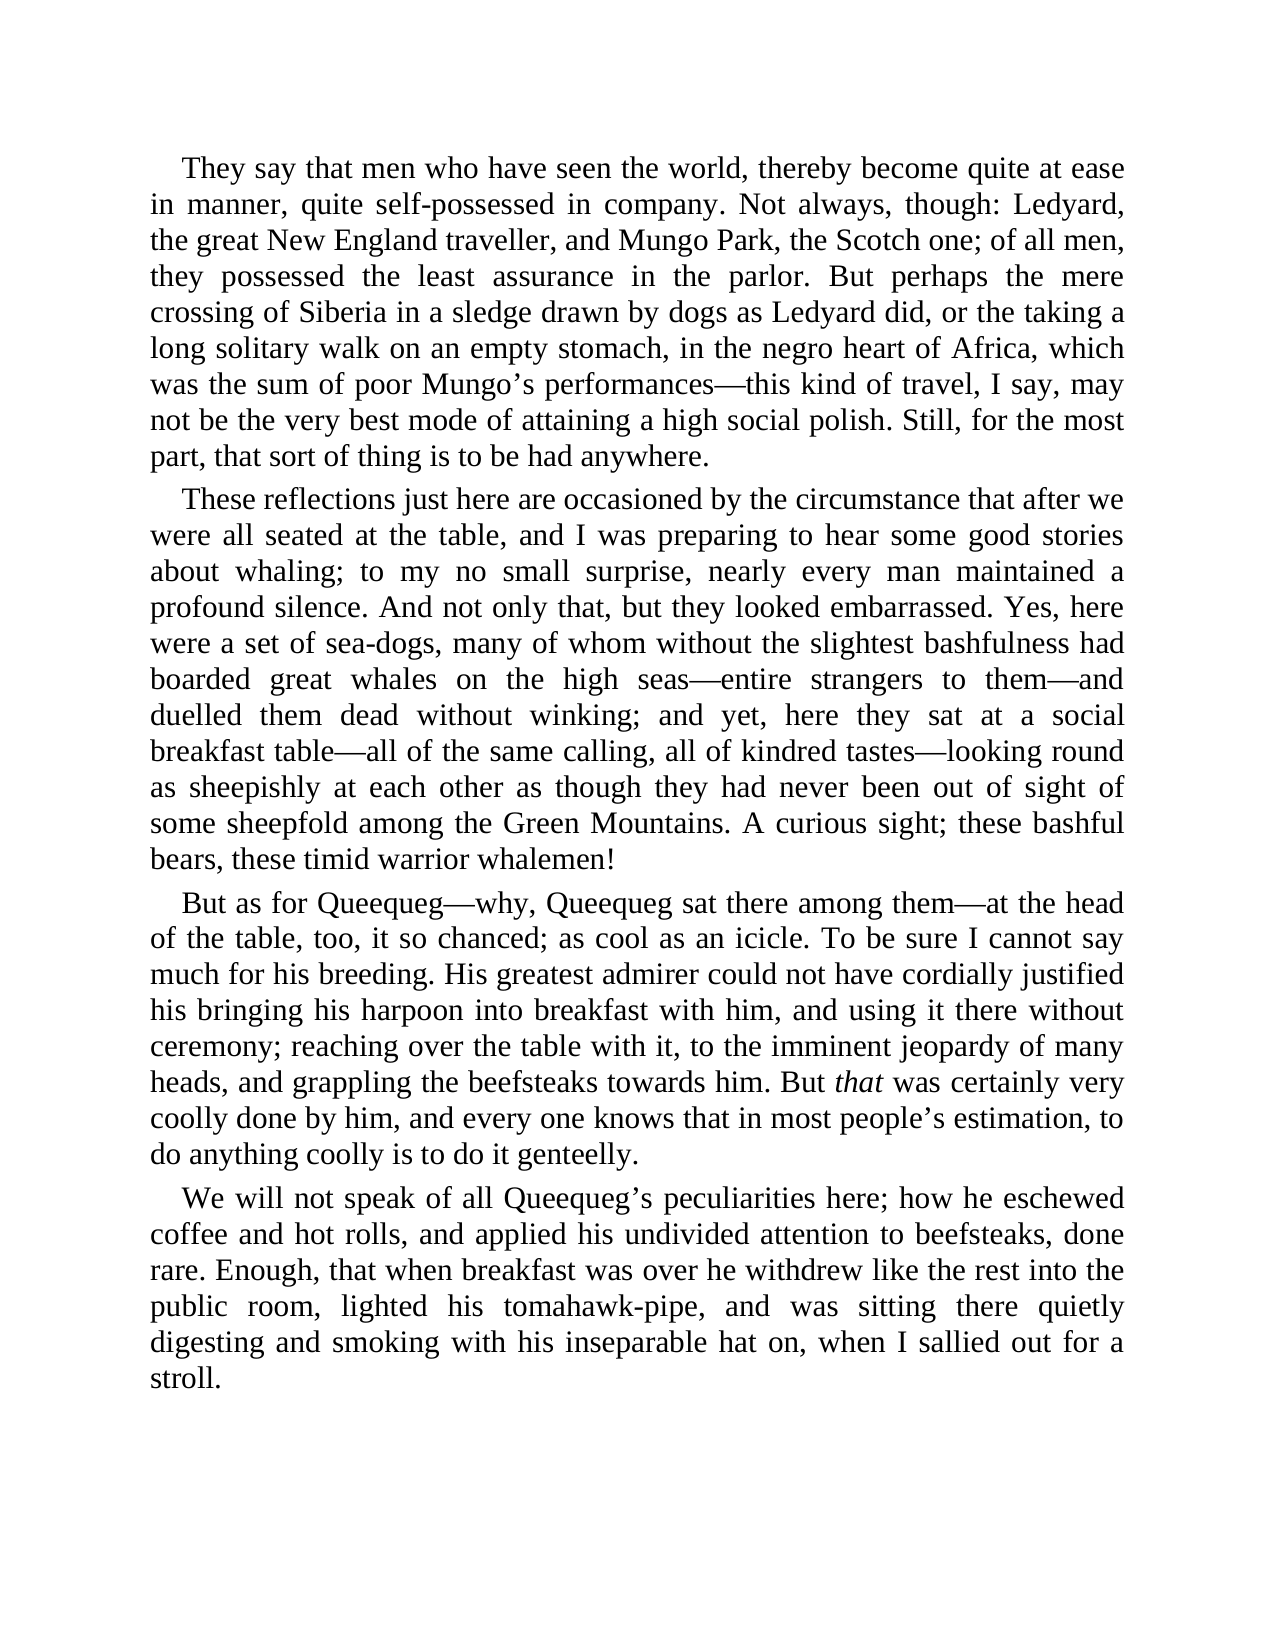 They say that men who have seen the world, thereby become quite at ease
in manner, quite self-possessed in company. Not always, though: Ledyard,
the great New England traveller, and Mungo Park, the Scotch one; of all men,
they possessed the least assurance in the parlor. But perhaps the mere
crossing of Siberia in a sledge drawn by dogs as Ledyard did, or the taking a
long solitary walk on an empty stomach, in the negro heart of Africa, which
was the sum of poor Mungo’s performances—this kind of travel, I say, may
not be the very best mode of attaining a high social polish. Still, for the most
part, that sort of thing is to be had anywhere.
These reflections just here are occasioned by the circumstance that after we
were all seated at the table, and I was preparing to hear some good stories
about whaling; to my no small surprise, nearly every man maintained a
profound silence. And not only that, but they looked embarrassed. Yes, here
were a set of sea-dogs, many of whom without the slightest bashfulness had
boarded great whales on the high seas—entire strangers to them—and
duelled them dead without winking; and yet, here they sat at a social
breakfast table—all of the same calling, all of kindred tastes—looking round
as sheepishly at each other as though they had never been out of sight of
some sheepfold among the Green Mountains. A curious sight; these bashful
bears, these timid warrior whalemen!
But as for Queequeg—why, Queequeg sat there among them—at the head
of the table, too, it so chanced; as cool as an icicle. To be sure I cannot say
much for his breeding. His greatest admirer could not have cordially justified
his bringing his harpoon into breakfast with him, and using it there without
ceremony; reaching over the table with it, to the imminent jeopardy of many
heads, and grappling the beefsteaks towards him. But that was certainly very
coolly done by him, and every one knows that in most people’s estimation, to
do anything coolly is to do it genteelly.
We will not speak of all Queequeg’s peculiarities here; how he eschewed
coffee and hot rolls, and applied his undivided attention to beefsteaks, done
rare. Enough, that when breakfast was over he withdrew like the rest into the
public room, lighted his tomahawk-pipe, and was sitting there quietly
digesting and smoking with his inseparable hat on, when I sallied out for a
stroll.